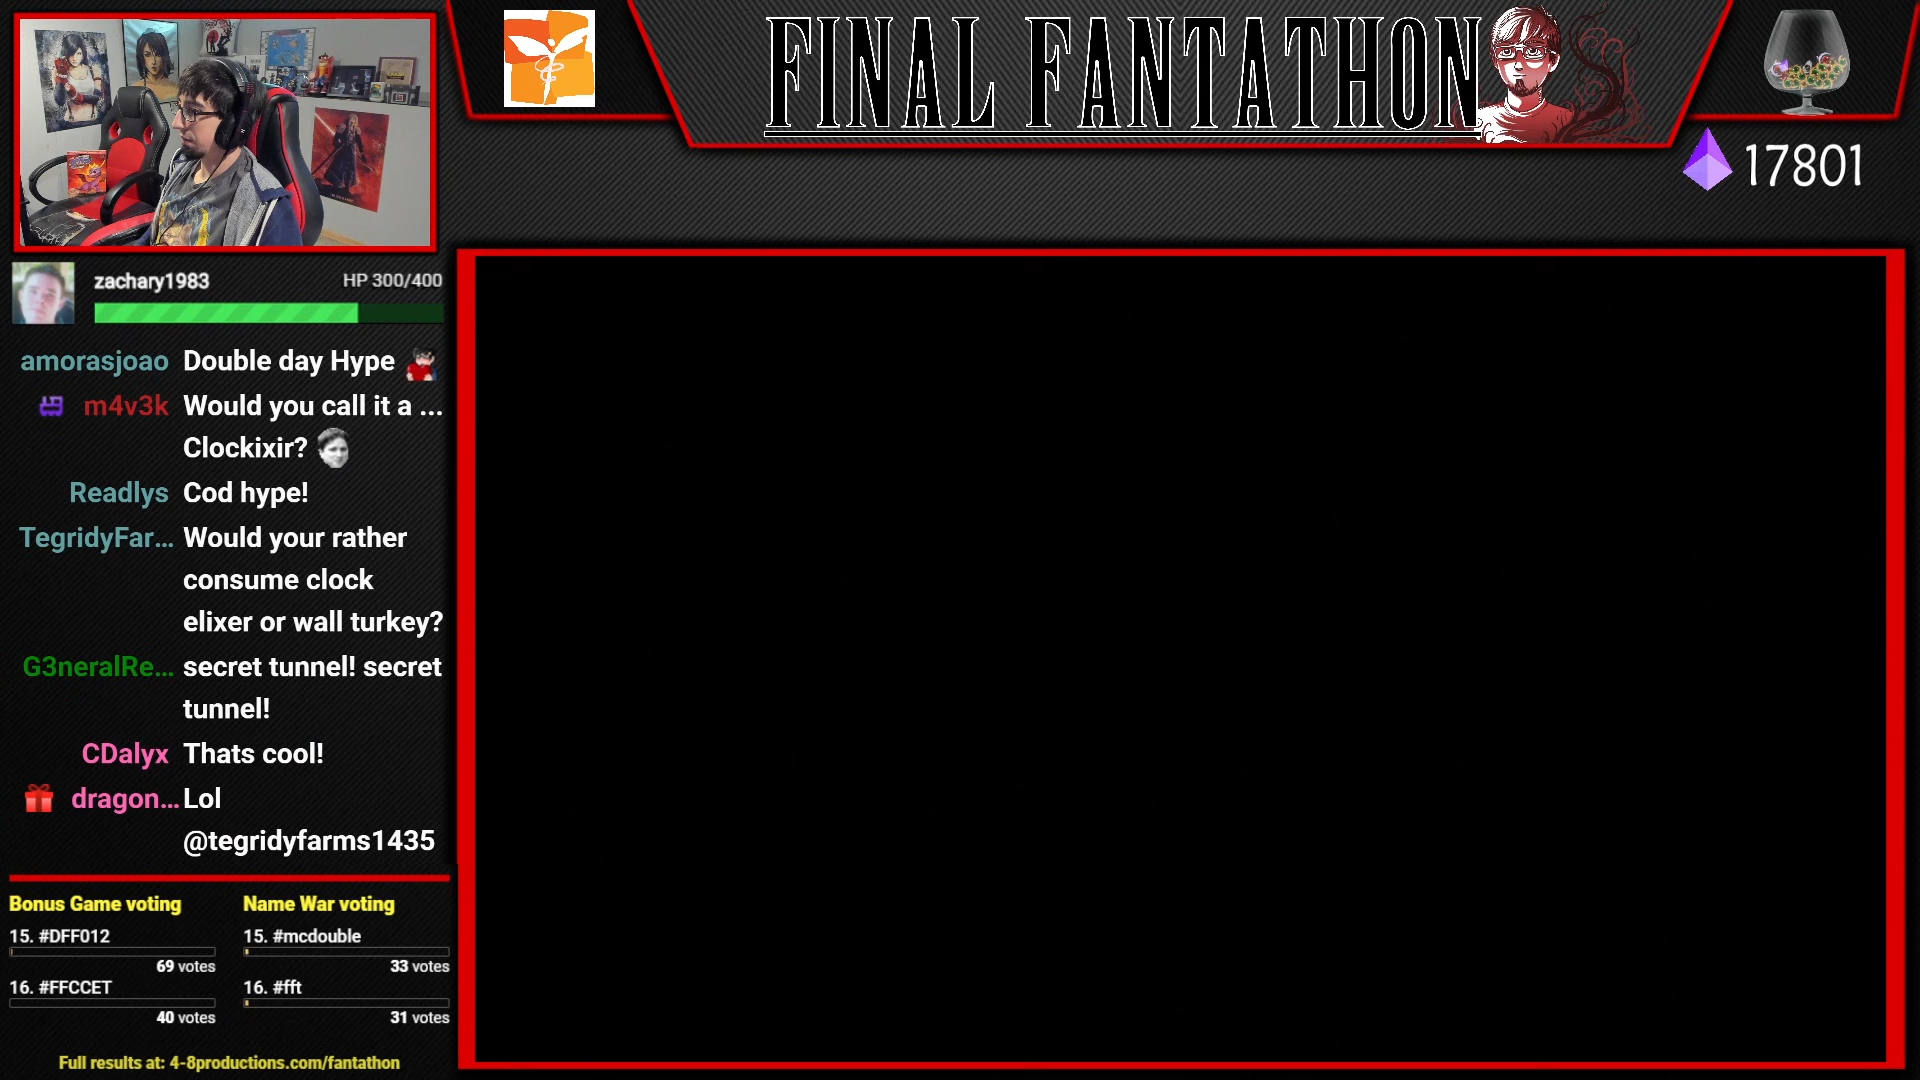 FINAL FANTATHON
17801
zachary1983 HP 300/400
amorasjoao Double day Hype
m4v3k Would you call it a ...
Clockixir?
Readlys Cod hype!
TegridyFar... Would your rather
consume clock
elixer or wall turkey?
G3neralRe... secret tunnel! secret
tunnel!
CDalyx Thats cool!
dragon... Lol
@tegridyfarms1435
Bonus Game voting
15. #DFF012
69 votes
16. #FFCCET
40 votes
Name War voting
15. #mcdouble
33 votes
16. #fft
31 votes
Full results at: 4-8productions.com/fantathon